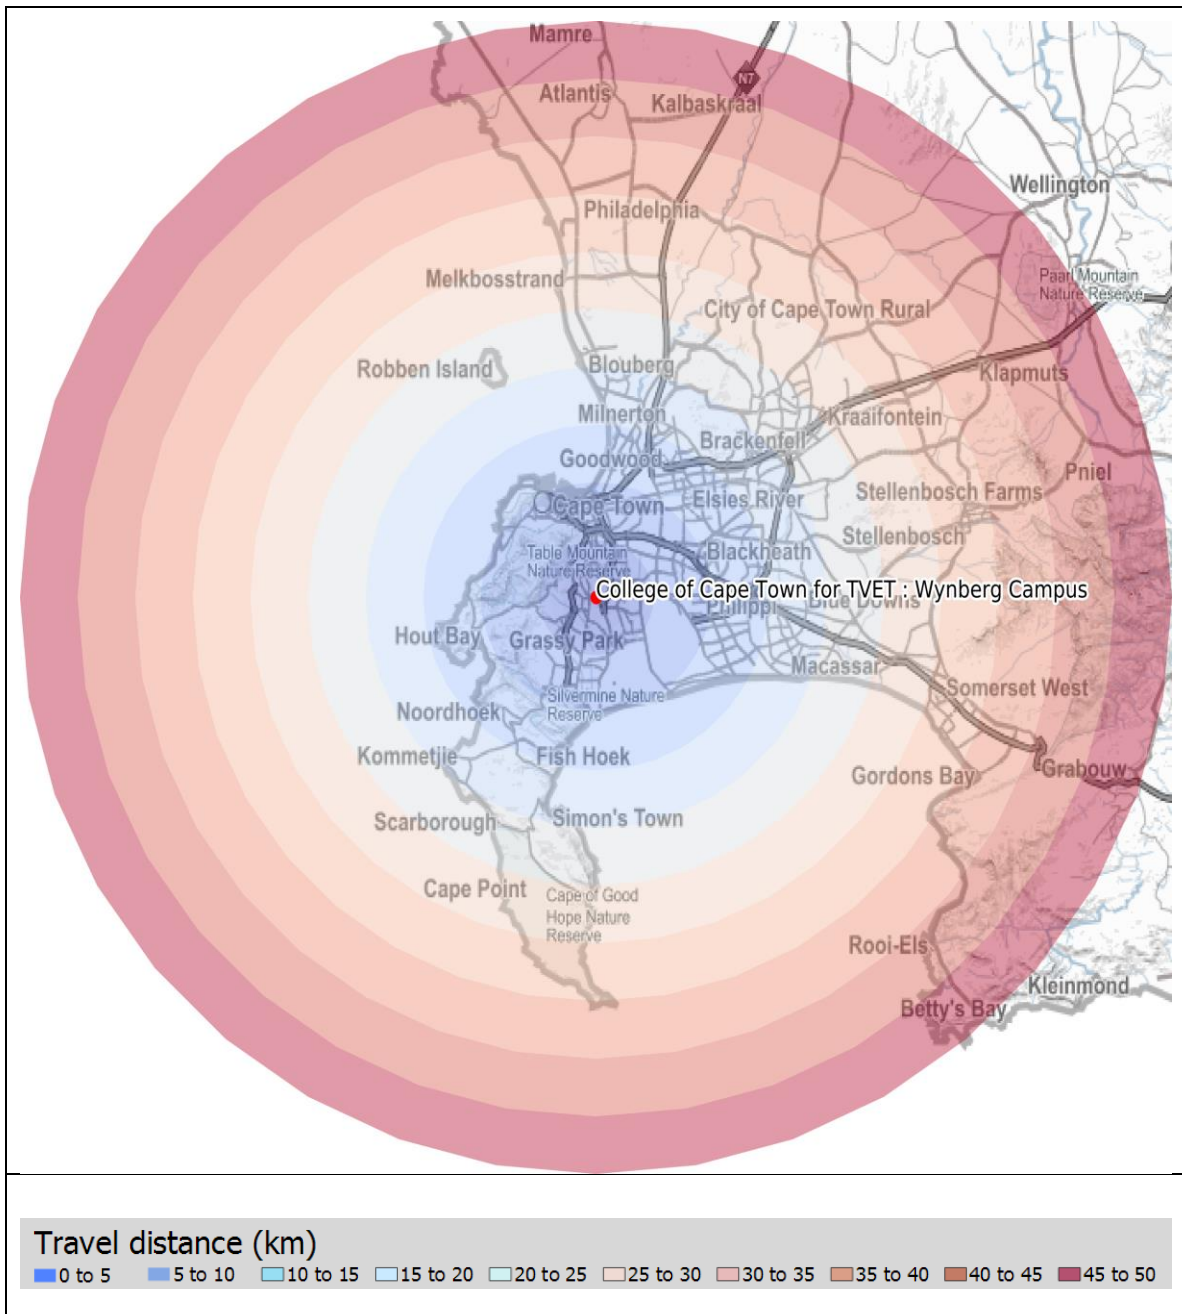 Mamre
N7
Atlantis
Kalbaskraal
Wellington
Philadelphia
Paarl Mountain
Nature Reserve
Melkbosstrand
City of Cape Town Rural
Robben Island
Blouberg
Klapmuts
Milnerton
Kraaifontein
Brackenfell
Goodwood
Pniel
Elsies River
Stellenbosch Farms
Cape Town
Stellenbosch
Table Mountain
Nature Reserve
Blackheath
College of Cape Town for TVET : Wynberg Campus
Philippi
Blue Downs
Hout Bay
Grassy Park
Macassar
Silvermine Nature
Reserve
Somerset West
Noordhoek
Kommetjie
Fish Hoek
Gordons Bay
Grabouw
Scarborough
Simon's Town
Cape Point
Cape of Good
Hope Nature
Reserve
Rooi-Els
Kleinmond
Betty's Bay
Travel distance (km)
0 to 5 5 to 10 10 to 15 15 to 20 20 to 25 25 to 30 30 to 35 35 to 40 40 to 45 45 to 50